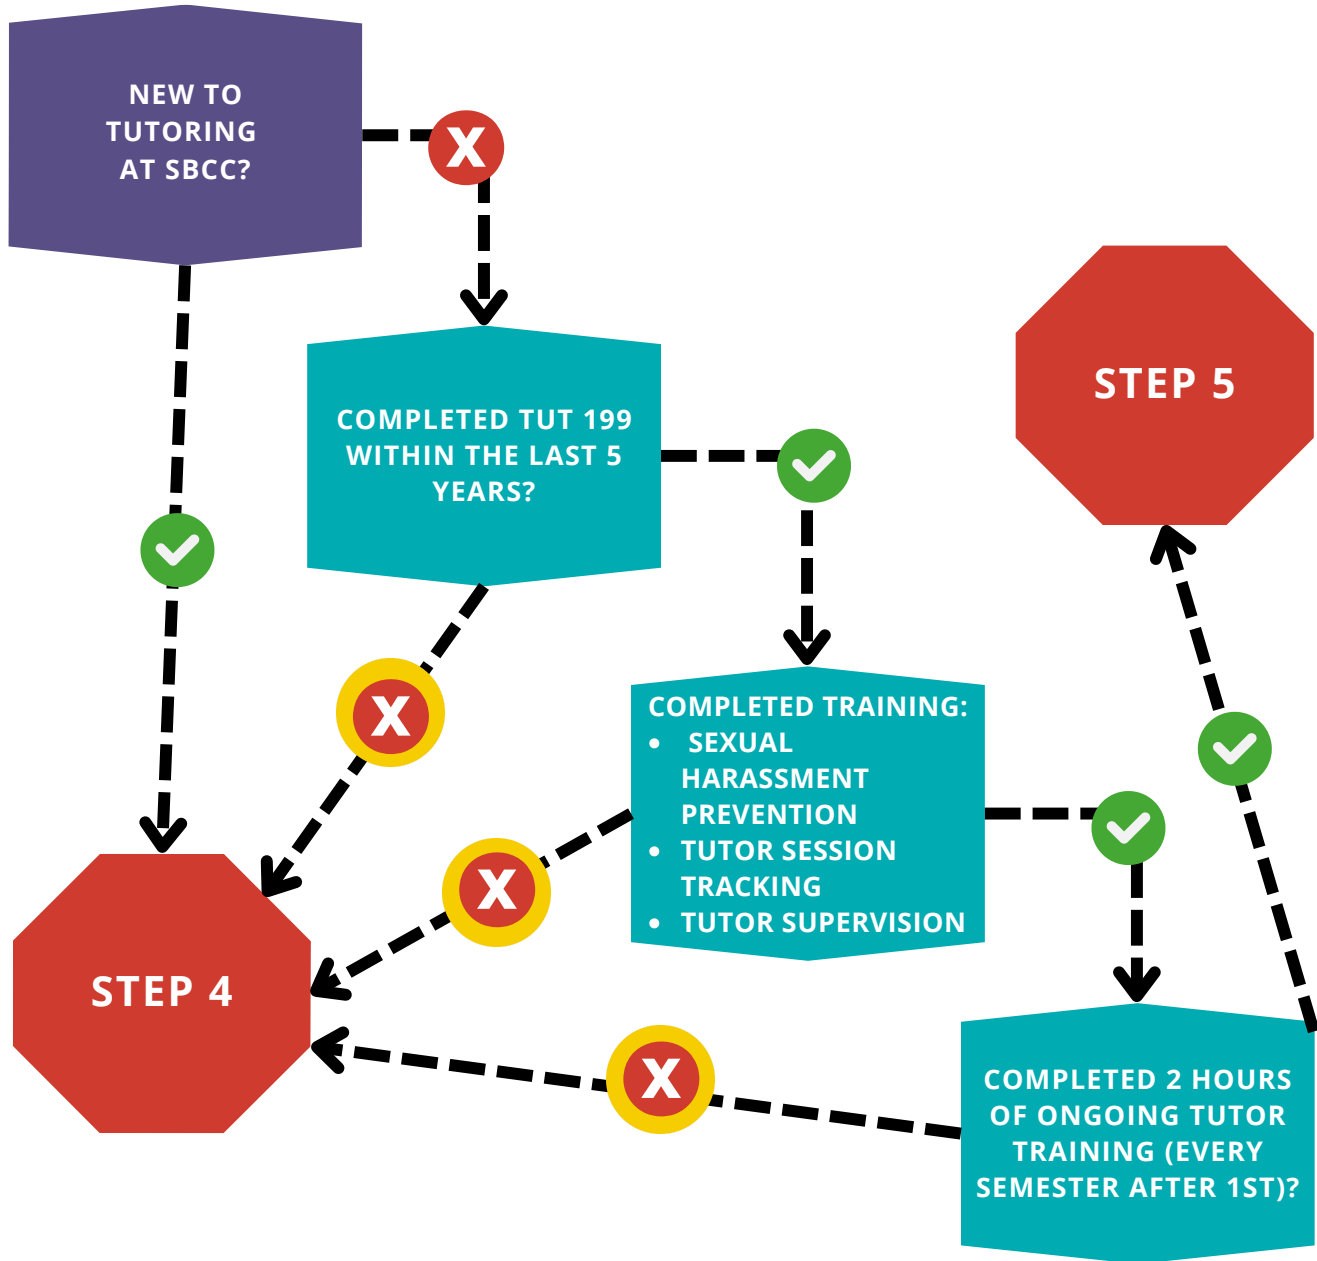 NEW TO
TUTORING
AT SBCC?
X
COMPLETED TUT 199
WITHIN THE LAST 5
YEARS?
STEP 5
X
COMPLETED TRAINING:
• SEXUAL
HARASSMENT
PREVENTION
• TUTOR SESSION
TRACKING
• TUTOR SUPERVISION
X
STEP 4
X
COMPLETED 2 HOURS
OF ONGOING TUTOR
TRAINING (EVERY
SEMESTER AFTER 1ST)?